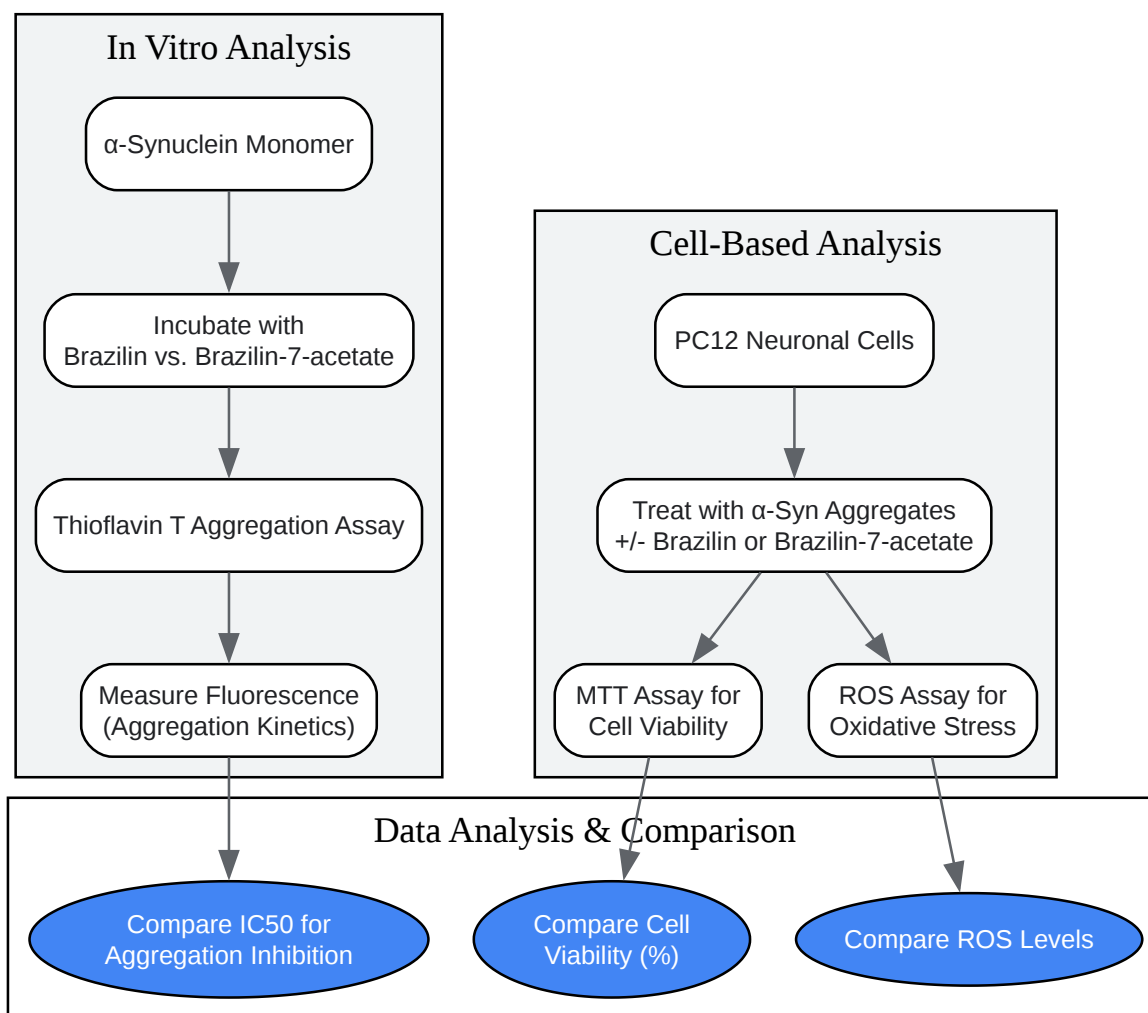 In Vitro Analysis
α-Synuclein Monomer
Incubate with
Brazilin vs. Brazilin-7-acetate
Thioflavin T Aggregation Assay
Measure Fluorescence
(Aggregation Kinetics)
Cell-Based Analysis
PC12 Neuronal Cells
Treat with α-Syn Aggregates
+/- Brazilin or Brazilin-7-acetate
MTT Assay for
Cell Viability
ROS Assay for
Oxidative Stress
Data Analysis & Comparison
Compare IC50 for
Aggregation Inhibition
Compare Cell
Viability (%)
Compare ROS Levels